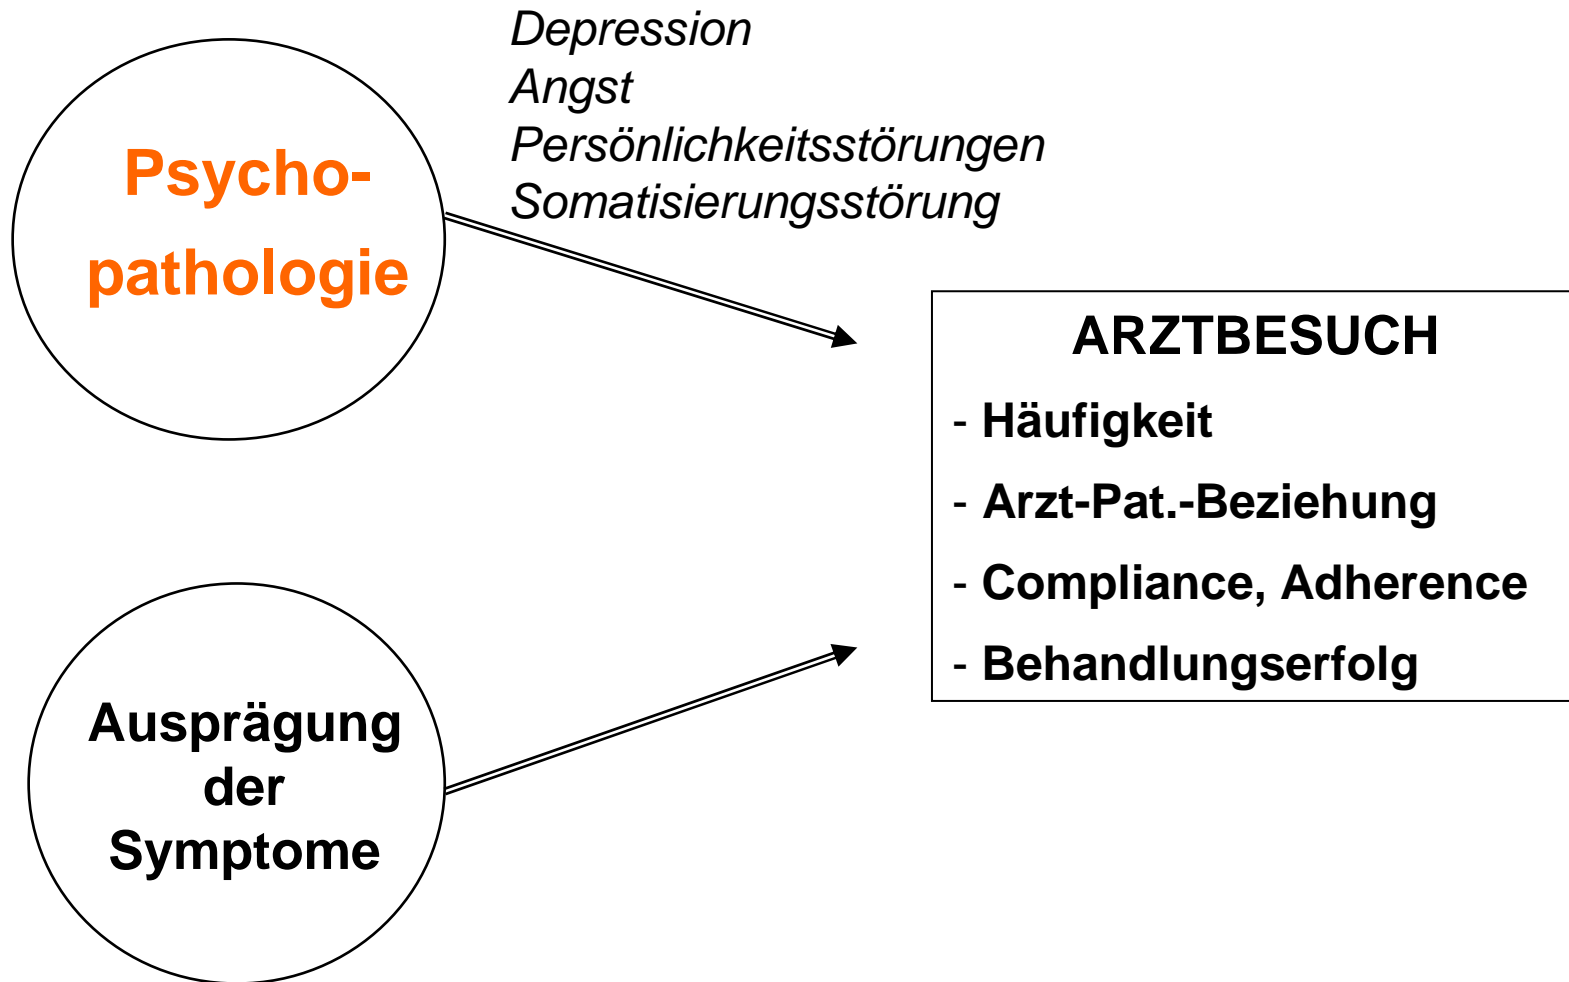 Depression
Angst
Persönlichkeitsstörungen
Somatisierungsstörung
Psycho-
pathologie
ARZTBESUCH
- Häufigkeit
- Arzt-Pat.-Beziehung
- Compliance, Adherence
- Behandlungserfolg
Ausprägung
der
Symptome